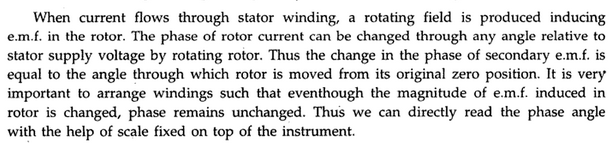 When current flows through stator winding, a rotating field is produced inducing
e.m.f. in the rotor. The phase of rotor current can be changed through any angle relative to
stator supply voltage by rotating rotor. Thus the change in the phase of secondary e.m.f. is
equal to the angle through which rotor is moved from its original zero position. It is very
important to arrange windings such that eventhough the magnitude of e.m.f. induced in
rotor is changed, phase remains unchanged. Thus we can directly read the phase angle
with the help of scale fixed on top of the instrument.